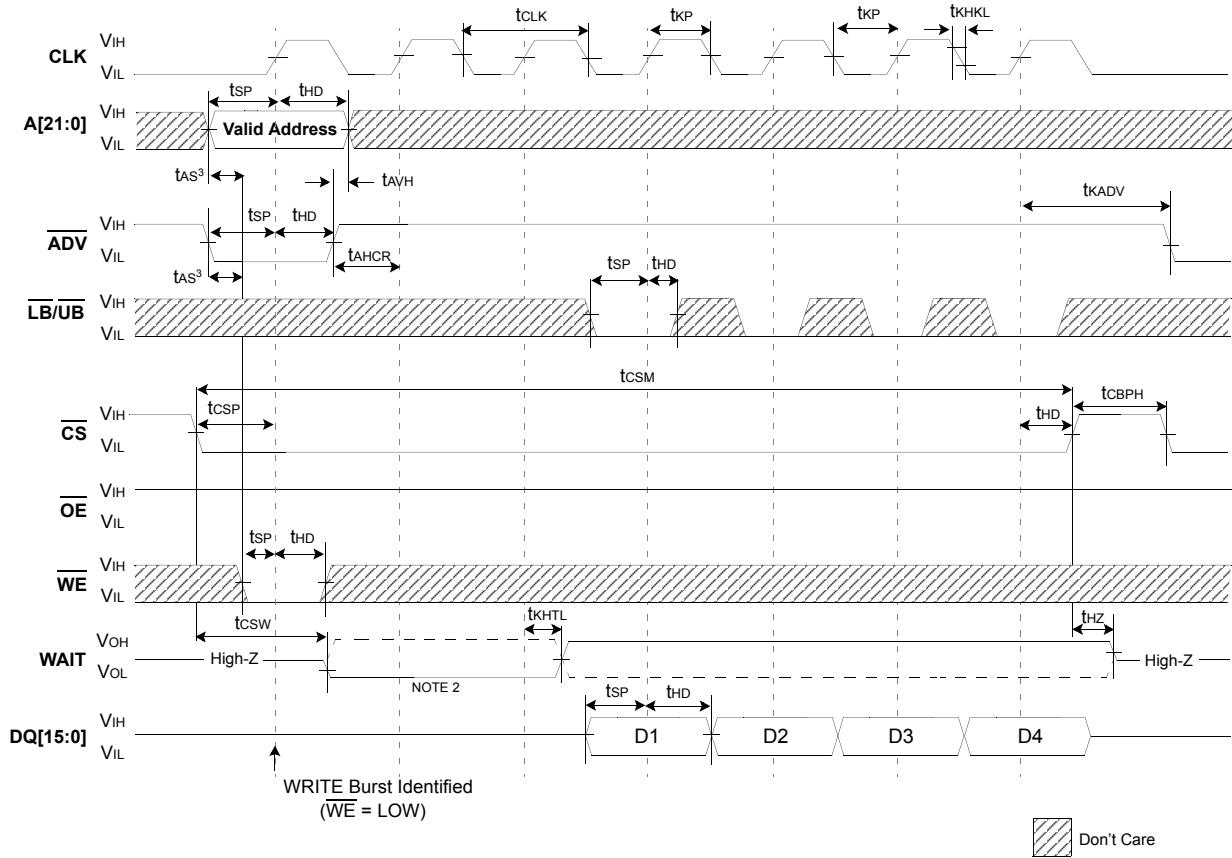 tCLK tKP tKP tKHKL
CLK VIH
VIL
tSP tHD
A[21:0] VIH
VIL
Valid Address
tAS3 tAVH
tSP tHD tKADV
ADV VIH
VIL
tAS3 tAHCR
tSP tHD
LB/UB VIH
VIL
tCSM
tCSP tHD tCBPH
CS VIH
VIL
OE VIH
VIL
tSP tHD
WE VIH
VIL
tCSW tKHTL tHZ
WAIT VOH
VOL
High-Z NOTE 2 High-Z
tSP tHD
DQ[15:0] VIH
VIL
D1 D2 D3 D4
WRITE Burst Identified
(WE = LOW)
Don't Care